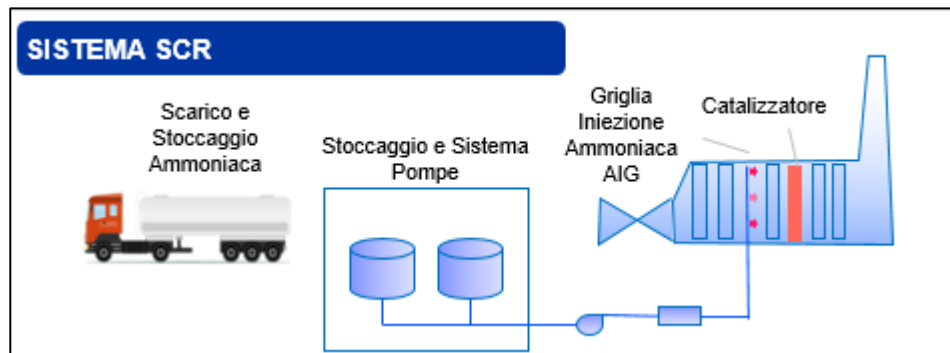 SISTEMA SCR
Scarico e
Stoccaggio
Ammoniaca
Stoccaggio e Sistema
Pompe
Griglia
Iniezione
Ammoniaca
AIG
Catalizzatore